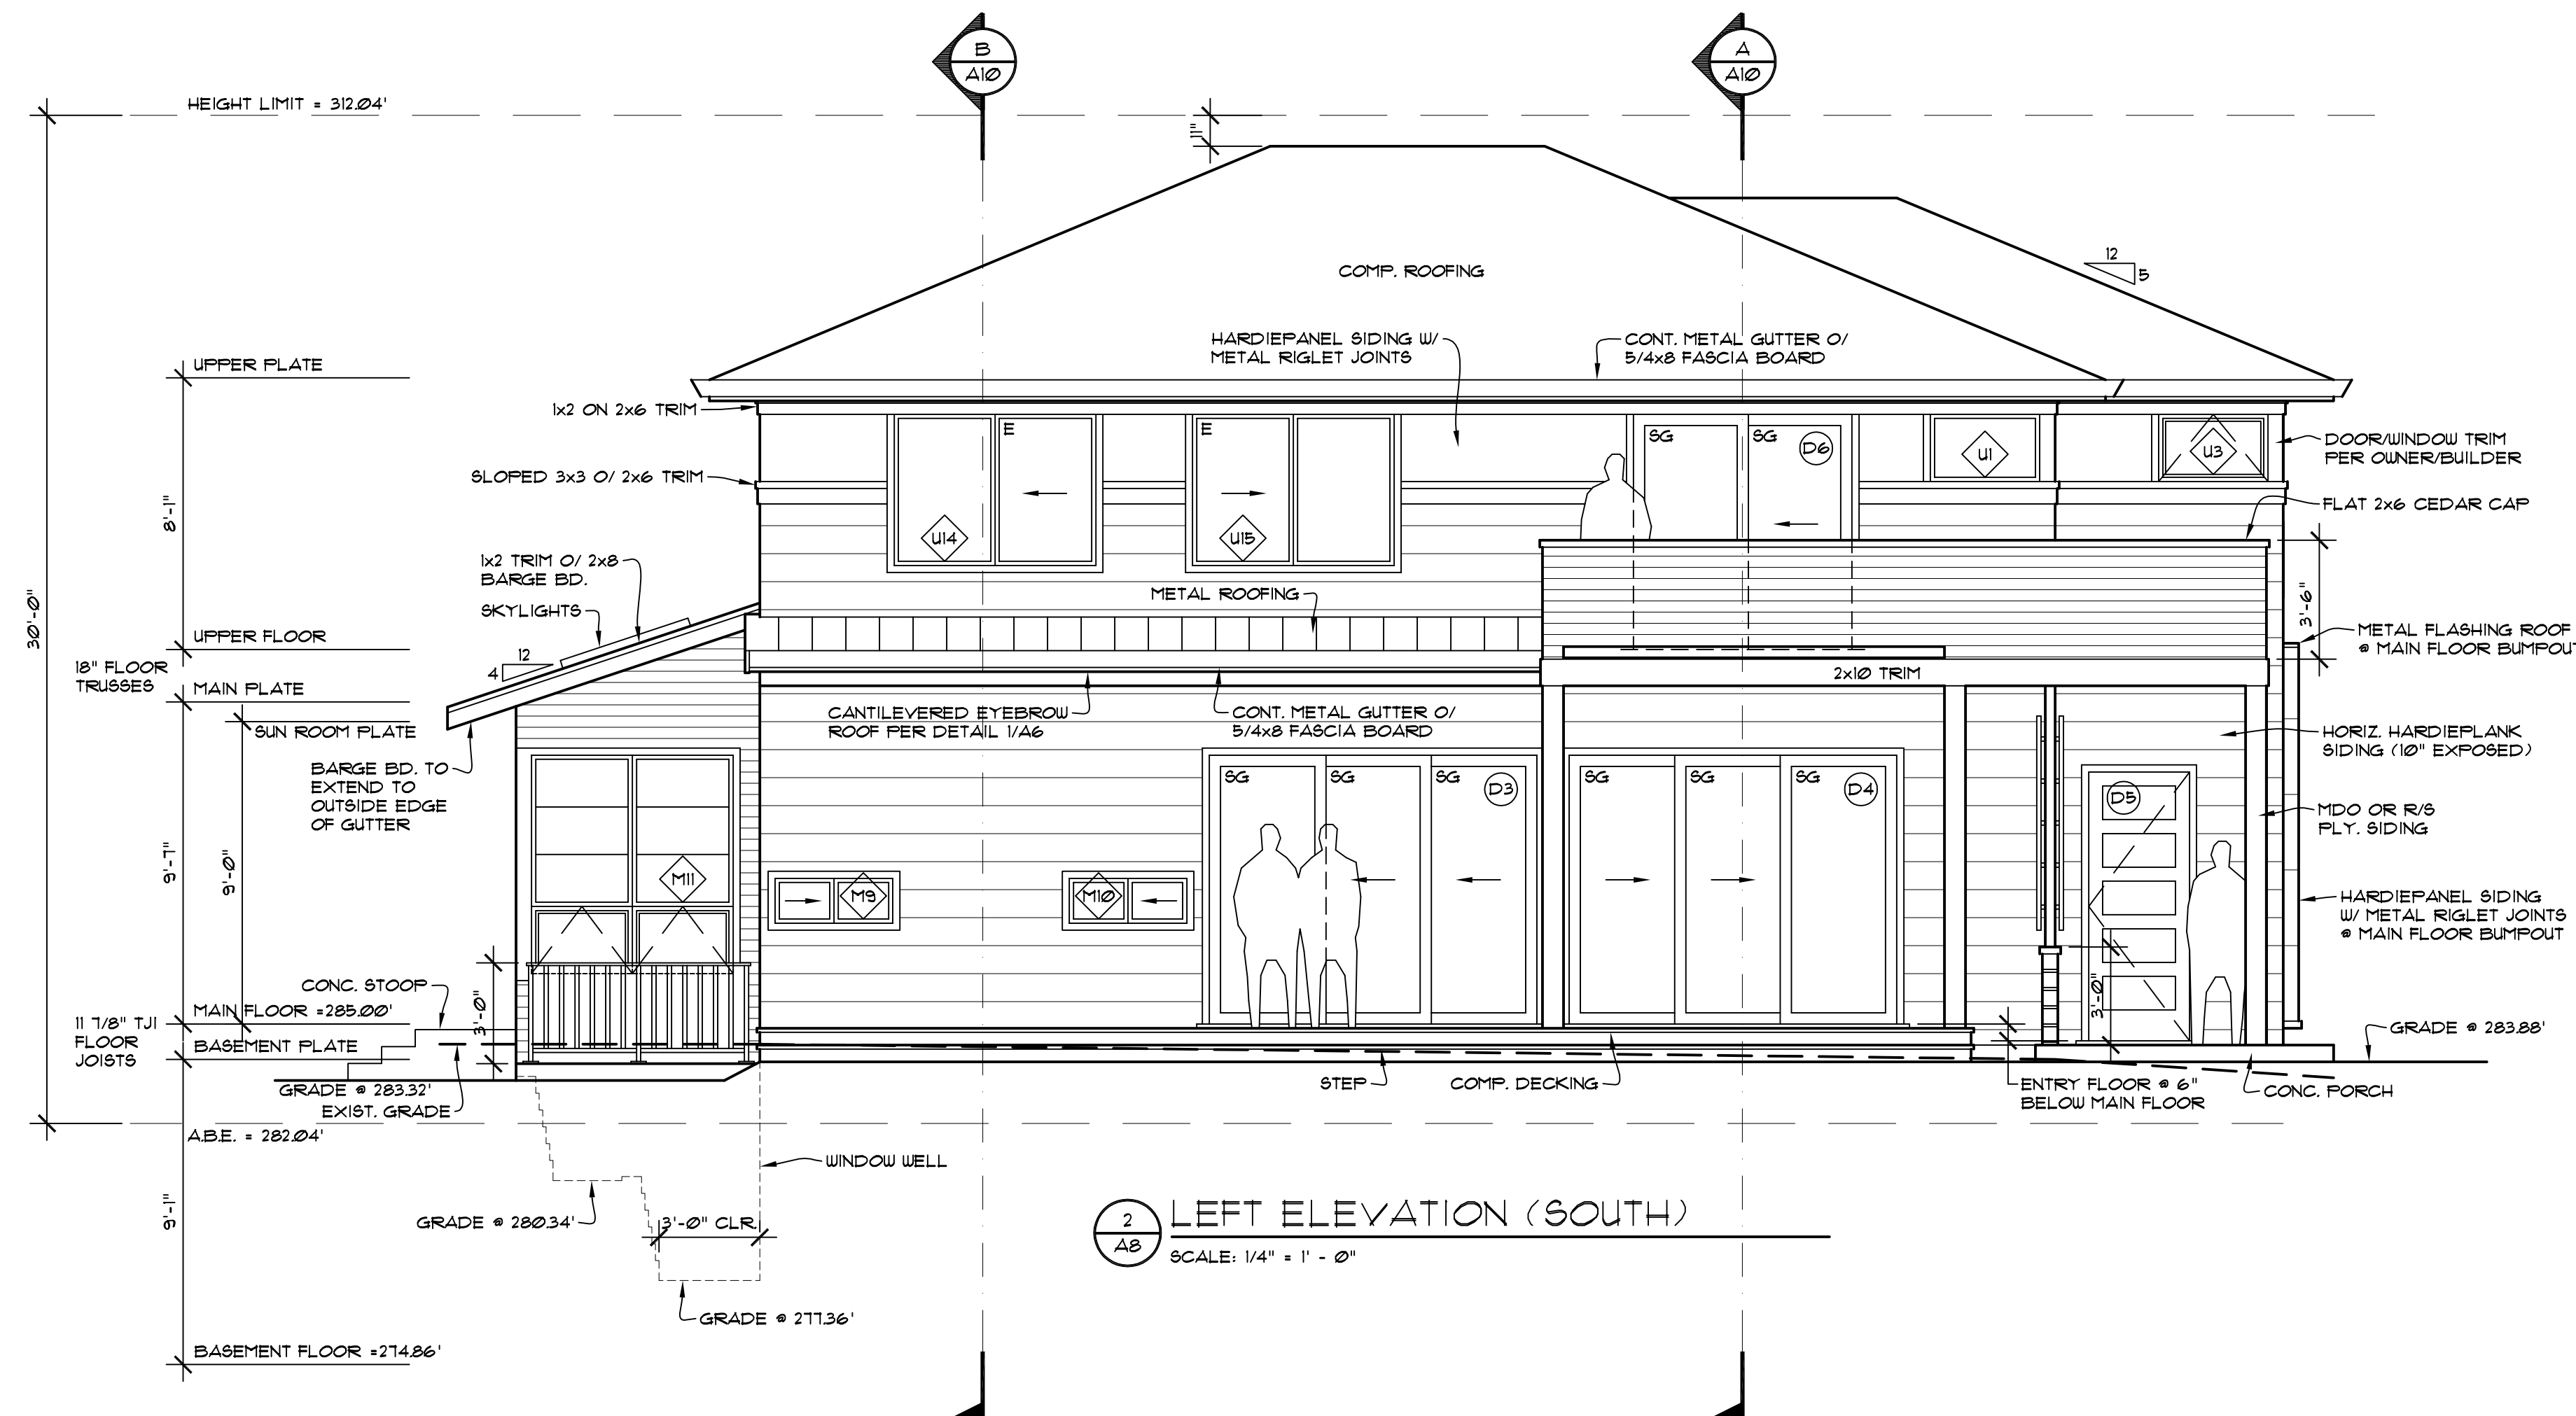 B
A10
A
A10
HEIGHT LIMIT = 312.04'
11"
12
5
COMP. ROOFING
HARDIEPANEL SIDING W/
METAL RIGLET JOINTS
CONT. METAL GUTTER O/
5/4x8 FASCIA BOARD
UPPER PLATE
1x2 ON 2x6 TRIM
E
E
SG
SG
D6
U1
U3
DOOR/WINDOW TRIM
PER OWNER/BUILDER
SLOPED 3x3 O/ 2x6 TRIM
FLAT 2x6 CEDAR CAP
8'-1"
U14
U15
1x2 TRIM O/ 2x8
BARGE BD.
SKYLIGHTS
METAL ROOFING
30'-0"
3'-6"
UPPER FLOOR
METAL FLASHING ROOF
@ MAIN FLOOR BUMPOUT
12
4
18" FLOOR
TRUSSES
MAIN PLATE
2x10 TRIM
SUN ROOM PLATE
CANTILEVERED EYEBROW
ROOF PER DETAIL 1/A6
CONT. METAL GUTTER O/
5/4x8 FASCIA BOARD
HORIZ. HARDIEPLANK
SIDING (10" EXPOSED)
BARGE BD. TO
EXTEND TO
OUTSIDE EDGE
OF GUTTER
SG
SG
SG
D3
SG
SG
SG
D4
D5
MDO OR R/S
PLY. SIDING
9'-7"
9'-0"
M11
M9
M10
HARDIEPANEL SIDING
W/ METAL RIGLET JOINTS
@ MAIN FLOOR BUMPOUT
CONC. STOOP
3'-0"
3'-0"
MAIN FLOOR =285.00'
11 7/8" TJI
FLOOR
JOISTS
BASEMENT PLATE
GRADE @ 283.88'
GRADE @ 283.32'
EXIST. GRADE
STEP
COMP. DECKING
ENTRY FLOOR @ 6"
BELOW MAIN FLOOR
CONC. PORCH
A.B.E. = 282.04'
WINDOW WELL
9'-1"
GRADE @ 280.34'
3'-0" CLR.
2
A8
LEFT ELEVATION (SOUTH)
SCALE: 1/4" = 1' - 0"
GRADE @ 277.36'
BASEMENT FLOOR =274.86'